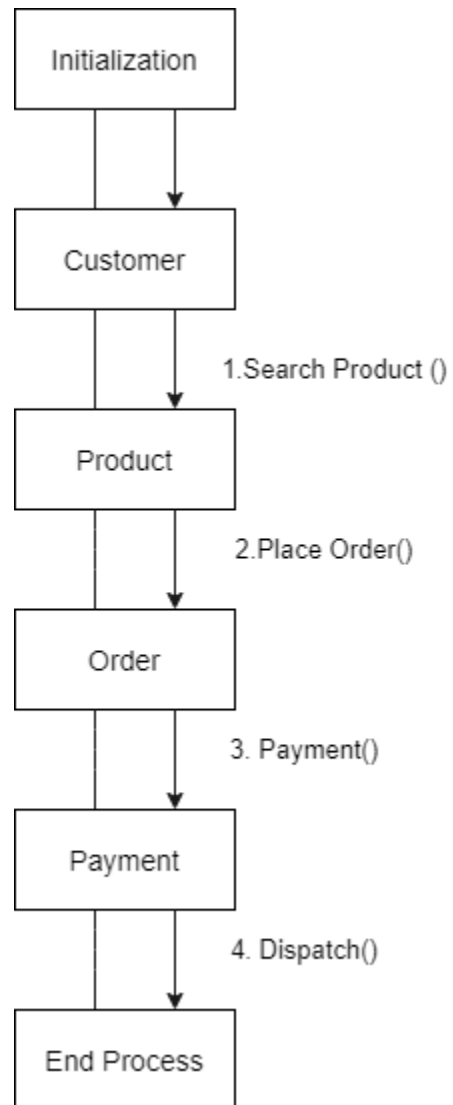 Initialization
Customer
1.Search Product ()
Product
2.Place Order()
Order
3. Payment()
Payment
4. Dispatch()
End Process